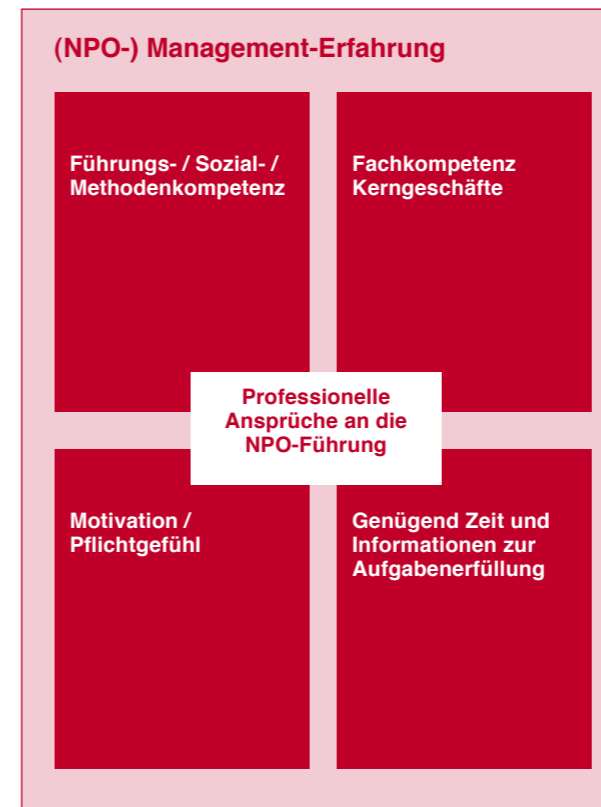 (NPO-) Management-Erfahrung
Führungs- / Sozial- /
Methodenkompetenz
Fachkompetenz
Kerngeschäfte
Professionelle
Ansprüche an die
NPO-Führung
Motivation /
Pflichtgefühl
Genügend Zeit und
Informationen zur
Aufgabenerfüllung